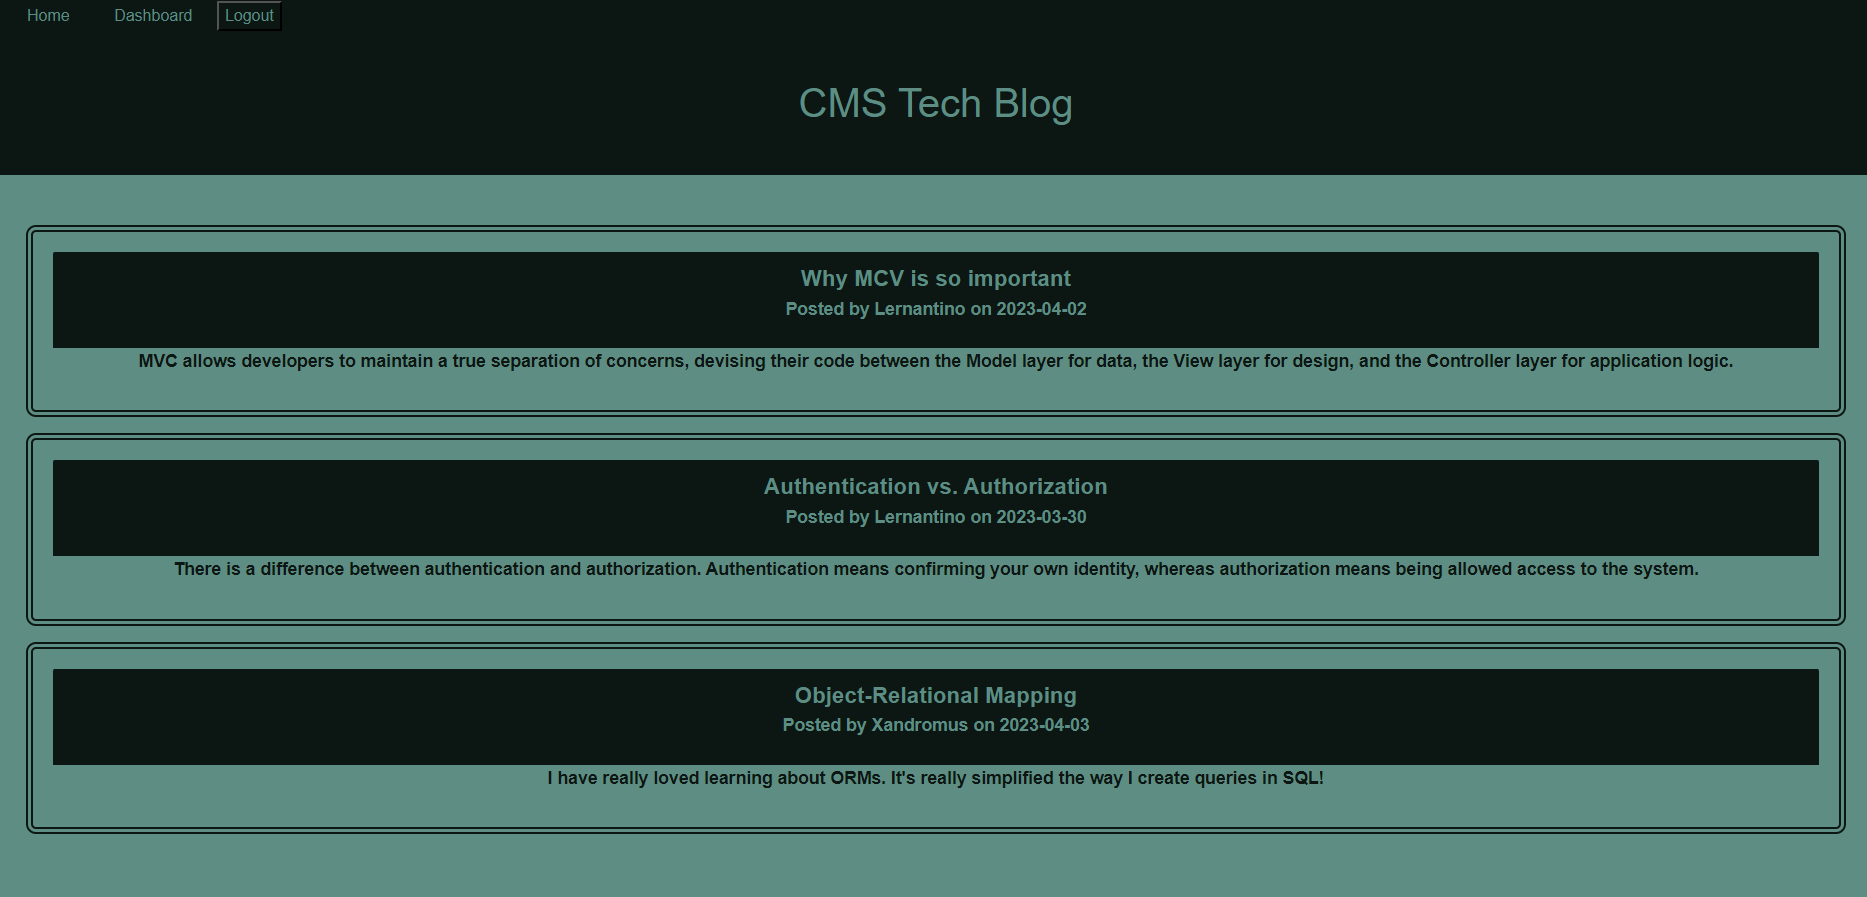 Home Dashboard Logout
CMS Tech Blog
Why MCV is so important
Posted by Lernantino on 2023-04-02
MVC allows developers to maintain a true separation of concerns, devising their code between the Model layer for data, the View layer for design, and the Controller layer for application logic.
Authentication vs. Authorization
Posted by Lernantino on 2023-03-30
There is a difference between authentication and authorization. Authentication means confirming your own identity, whereas authorization means being allowed access to the system.
Object-Relational Mapping
Posted by Xandromus on 2023-04-03
I have really loved learning about ORMs. It's really simplified the way I create queries in SQL!